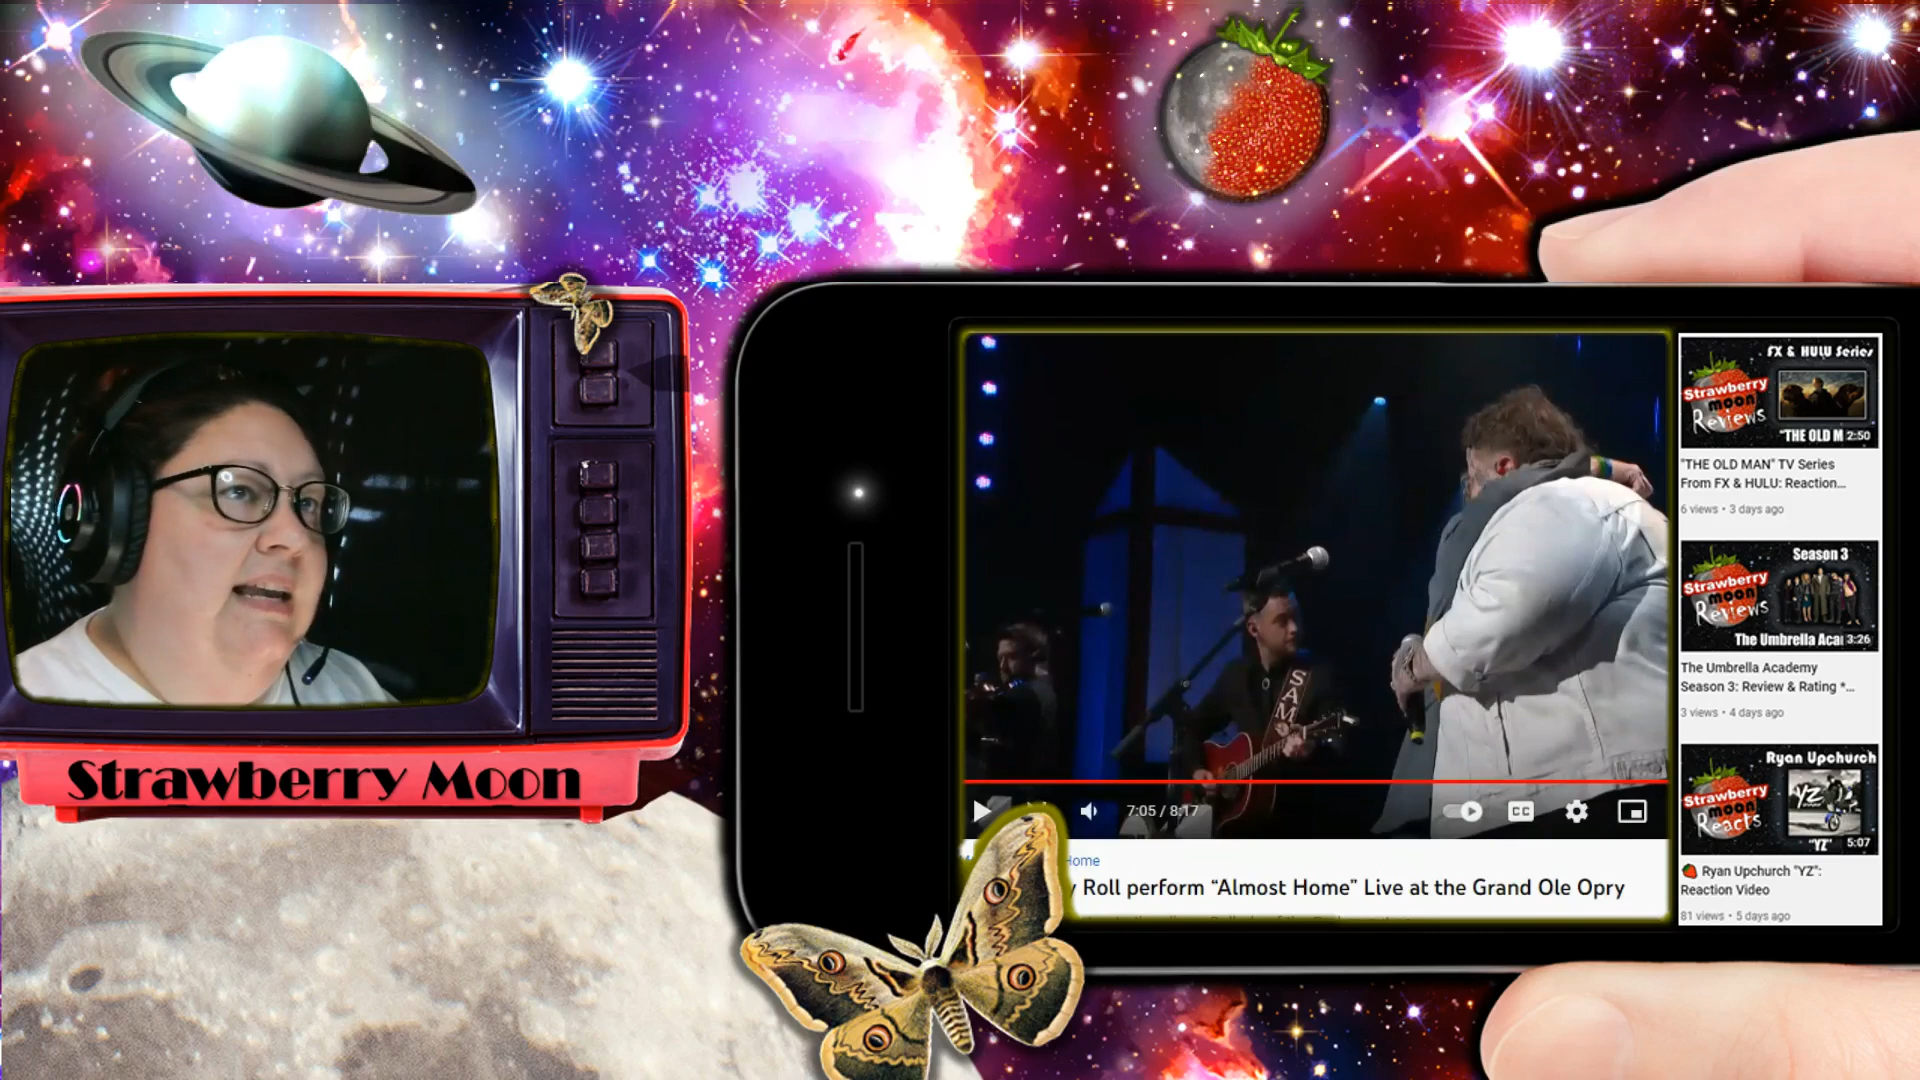 Strawberry Moon
SAM
7:05 / 8:17
CC
Home
y Roll perform “Almost Home” Live at the Grand Ole Opry
FX & HULU Series
Strawberry
moon
Reviews
"THE OLD M 2:50
"THE OLD MAN" TV Series
From FX & HULU: Reaction...
6 views • 3 days ago
Season 3
Strawberry
moon
Reviews
The Umbrella Aca 3:26
The Umbrella Academy
Season 3: Review & Rating *...
3 views • 4 days ago
Ryan Upchurch
Strawberry
moon
Reacts
YZ
"YZ" 5:07
🍓 Ryan Upchurch "YZ":
Reaction Video
81 views • 5 days ago